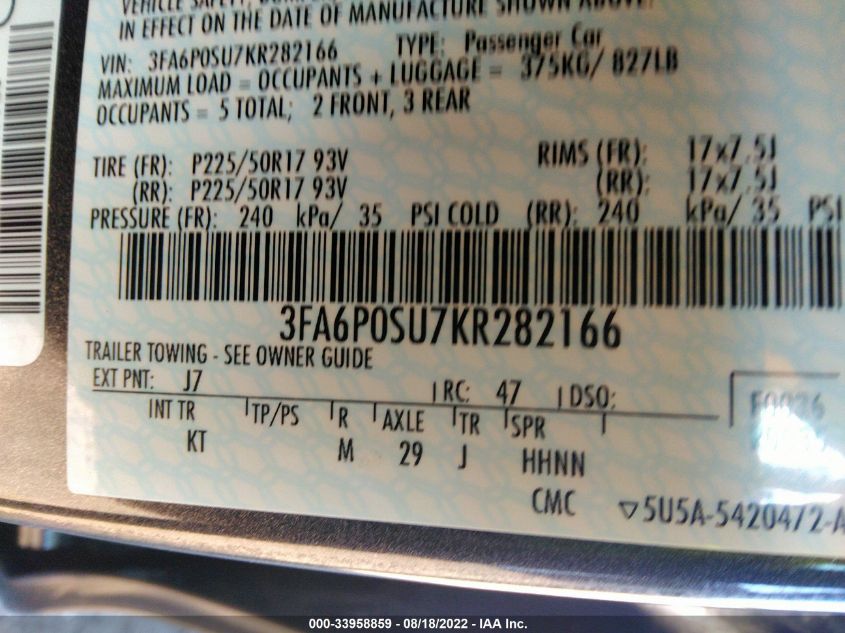 VEHICLE SAFETY,
IN EFFECT ON THE DATE OF MANUFACTURE SHOWN ABOVE.
VIN: 3FA6P0SU7KR282166 TYPE: Passenger Car
MAXIMUM LOAD = OCCUPANTS + LUGGAGE = 375KG/ 827LB
OCCUPANTS = 5 TOTAL; 2 FRONT, 3 REAR
TIRE (FR): P225/50R17 93V RIMS (FR): 17x7.5J
(RR): P225/50R17 93V (RR): 17x7.5J
PRESSURE (FR): 240 kPa/ 35 PSI COLD (RR): 240 kPa/ 35 PSI
3FA6P0SU7KR282166
TRAILER TOWING - SEE OWNER GUIDE
EXT PNT: J7 RC: 47 DSO:
INT TR TP/PS R AXLE TR SPR
KT M 29 J HHNN
CMC ▽5U5A-5420472-A
000-33958859 - 08/18/2022 - IAA Inc.